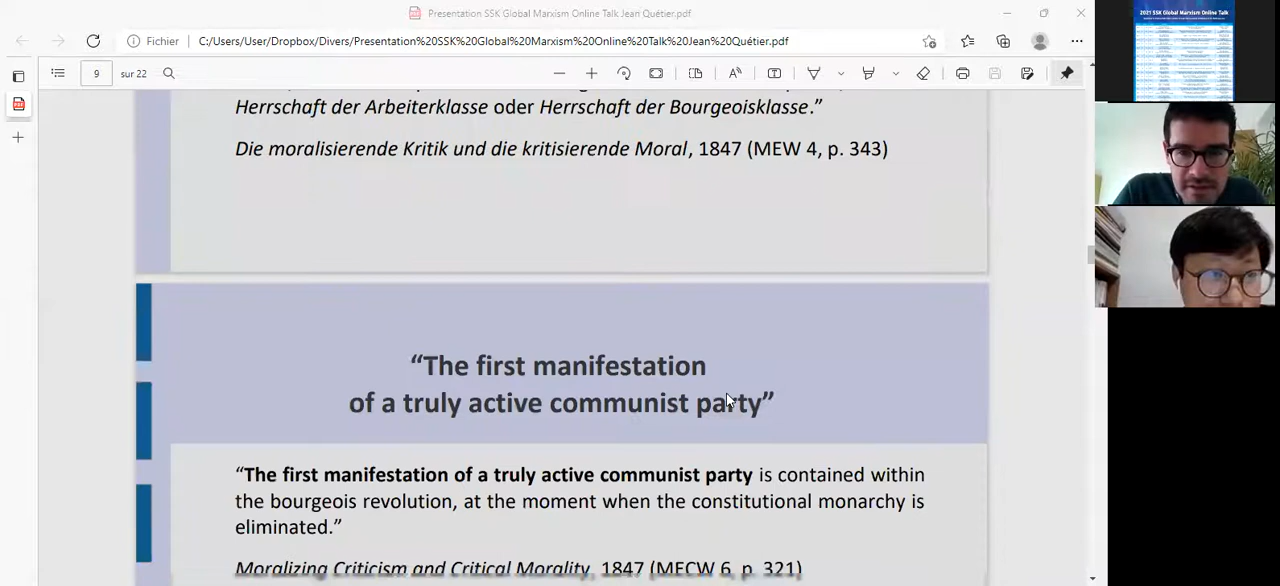 Presentation SSK Global Marxism Online Talk Jean Quétier.pdf
2021 SSK Global Marxism Online Talk
Fichier
C:/Users/User/Dropbox/Divers/Presentation%20SSK%20Global%20Marxism%20Online%20Talk%20Jean%20Quétier.pdf
9 sur 22
Herrschaft der Arbeiterklasse oder Herrschaft der Bourgeoisklasse.”
Die moralisierende Kritik und die kritisierende Moral, 1847 (MEW 4, p. 343)
“The first manifestation
of a truly active communist party”
“The first manifestation of a truly active communist party is contained within
the bourgeois revolution, at the moment when the constitutional monarchy is
eliminated.”
Moralizing Criticism and Critical Morality, 1847 (MECW 6, p. 321)